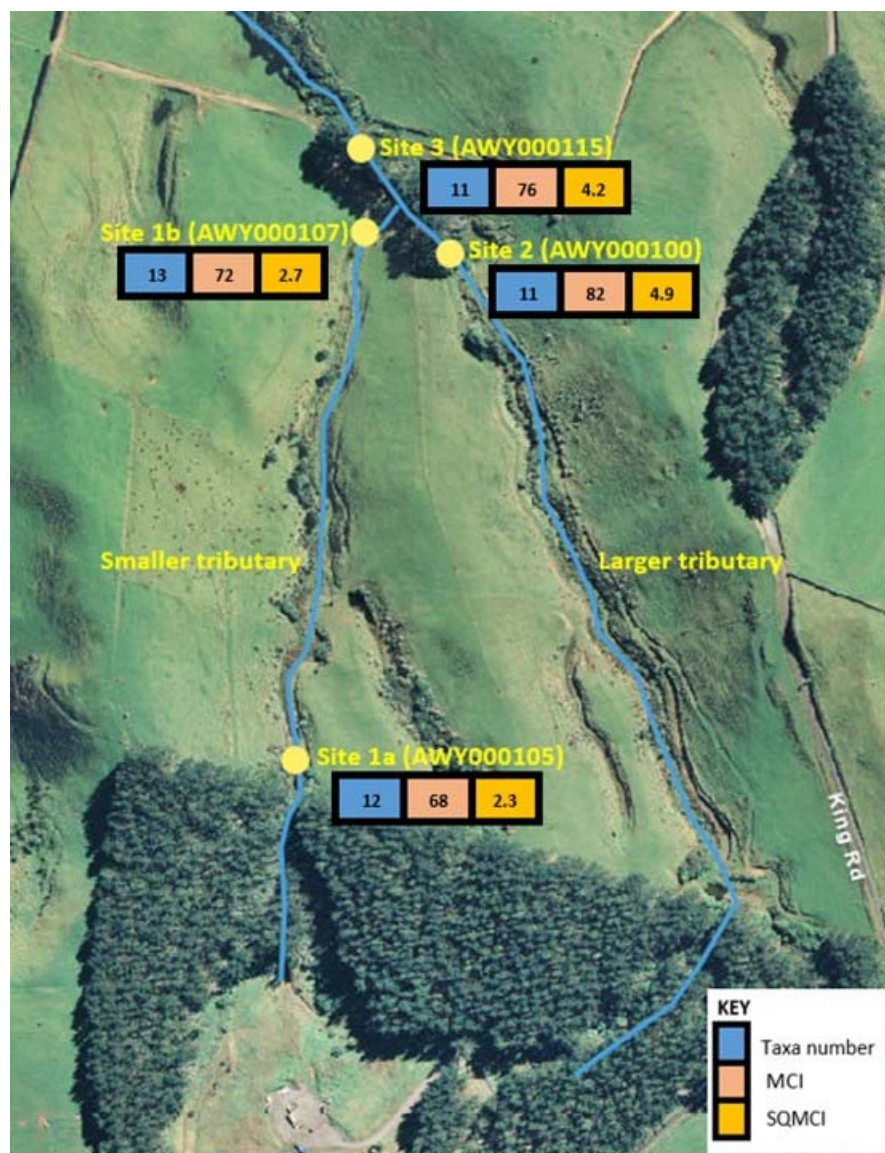 Site 3 (AWY000115)
11 76 4.2
Site 1b (AWY000107)
13 72 2.7
Site 2 (AWY000100)
11 82 4.9
Smaller tributary
Larger tributary
Site 1a (AWY000105)
12 68 2.3
King Rd
KEY
Taxa number
MCI
SQMCI